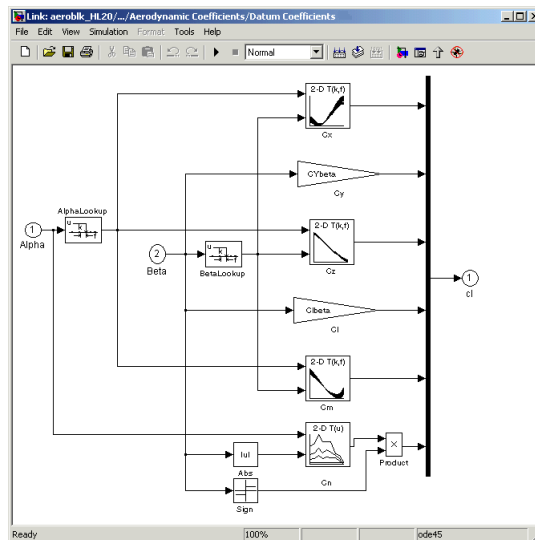 Link: aeroblk_HL20/.../Aerodynamic Coefficients/Datum Coefficients
File Edit View Simulation Format Tools Help
Normal
2-D T(k,f)
Cx
CYbeta
Cy
AlphaLookup
u
k
f
1
Alpha
2-D T(k,f)
Cz
2
Beta
u
k
f
BetaLookup
1
cl
Clbeta
Cl
2-D T(k,f)
Cm
2-D T(u)
Cn
×
Product
|u|
Abs
Sign
Ready 100% ode45